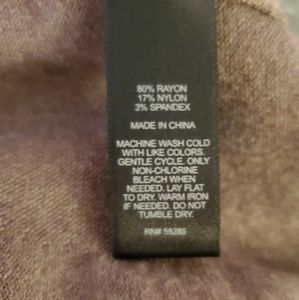 80% RAYON
17% NYLON
3% SPANDEX
MADE IN CHINA
MACHINE WASH COLD
WITH LIKE COLORS.
GENTLE CYCLE. ONLY
NON-CHLORINE
BLEACH WHEN
NEEDED. LAY FLAT
TO DRY. WARM IRON
IF NEEDED. DO NOT
TUMBLE DRY.
RN# 55285